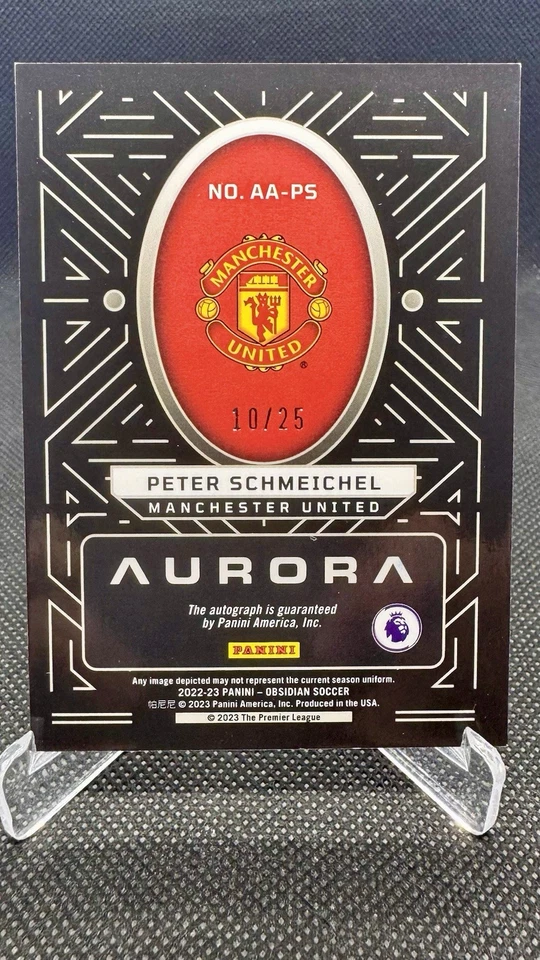 NO. AA-PS
MANCHESTER
UNITED
®
10/25
PETER SCHMEICHEL
MANCHESTER UNITED
AURORA
The autograph is guaranteed
by Panini America, Inc.
PANINI
Any image depicted may not represent the current season uniform.
2022-23 PANINI – OBSIDIAN SOCCER
帕尼尼 © 2023 Panini America, Inc. Produced in the USA.
© 2023 The Premier League